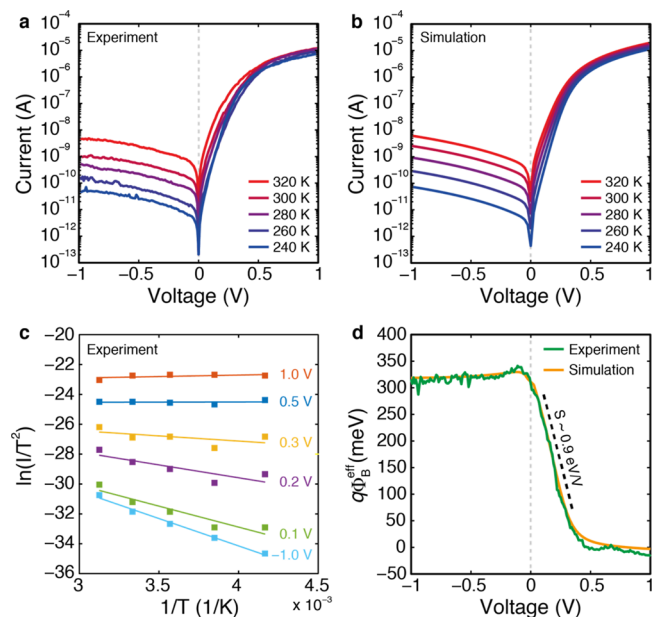 a
Experiment
10⁻⁴
10⁻⁵
10⁻⁶
10⁻⁷
10⁻⁸
10⁻⁹
10⁻¹⁰
10⁻¹¹
10⁻¹²
10⁻¹³
Current (A)
320 K
300 K
280 K
260 K
240 K
−1 −0.5 0 0.5 1
Voltage (V)
b
Simulation
10⁻⁴
10⁻⁵
10⁻⁶
10⁻⁷
10⁻⁸
10⁻⁹
10⁻¹⁰
10⁻¹¹
10⁻¹²
10⁻¹³
Current (A)
320 K
300 K
280 K
260 K
240 K
−1 −0.5 0 0.5 1
Voltage (V)
c
Experiment
−20
−22
−24
−26
−28
−30
−32
−34
−36
ln(I/T²)
1.0 V
0.5 V
0.3 V
0.2 V
0.1 V
−1.0 V
3 3.5 4 4.5
× 10⁻³
1/T (1/K)
d
Experiment
Simulation
400
350
300
250
200
150
100
50
0
−50
qΦ_B^eff (meV)
S ~ 0.9 eV/V
−1 −0.5 0 0.5 1
Voltage (V)